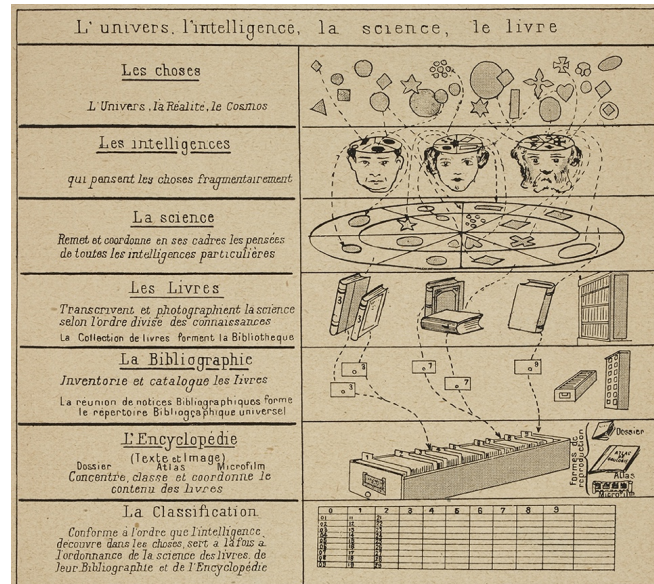 L'univers, l'intelligence, la science, le livre
Les choses
L'Univers, la Réalité, le Cosmos
Les intelligences
qui pensent les choses fragmentairement
La science
Remet et coordonne en ses cadres les pensées
de toutes les intelligences particulières
Les Livres
Transcrivent et photographient la science
selon l'ordre divisé des connaissances
La Collection de livres forment la Bibliothèque
3
La Bibliographie
Inventorie et catalogue les livres
La réunion de notices Bibliographiques forme
le répertoire Bibliographique universel
3
7
9
3
7
L'Encyclopédie
(Texte et Image)
Dossier Atlas Microfilm
Concentre, classe et coordonne le
contenu des livres
formes de
reproduction
Dossier
Atlas
Microfilm
La Classification
Conforme à l'ordre que l'intelligence
découvre dans les choses, sert à la fois à
l'ordonnance de la science des livres, de
leur Bibliographie et de l'Encyclopédie
0 1 2 3 4 5 6 7 8 9